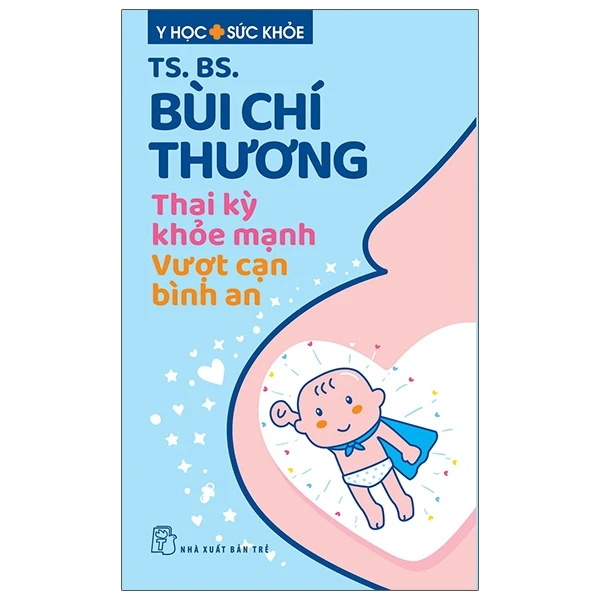 Y HỌC SỨC KHỎE
TS. BS.
BÙI CHÍ
THƯƠNG
Thai kỳ
khỏe mạnh
Vượt cạn
bình an
NHÀ XUẤT BẢN TRẺ